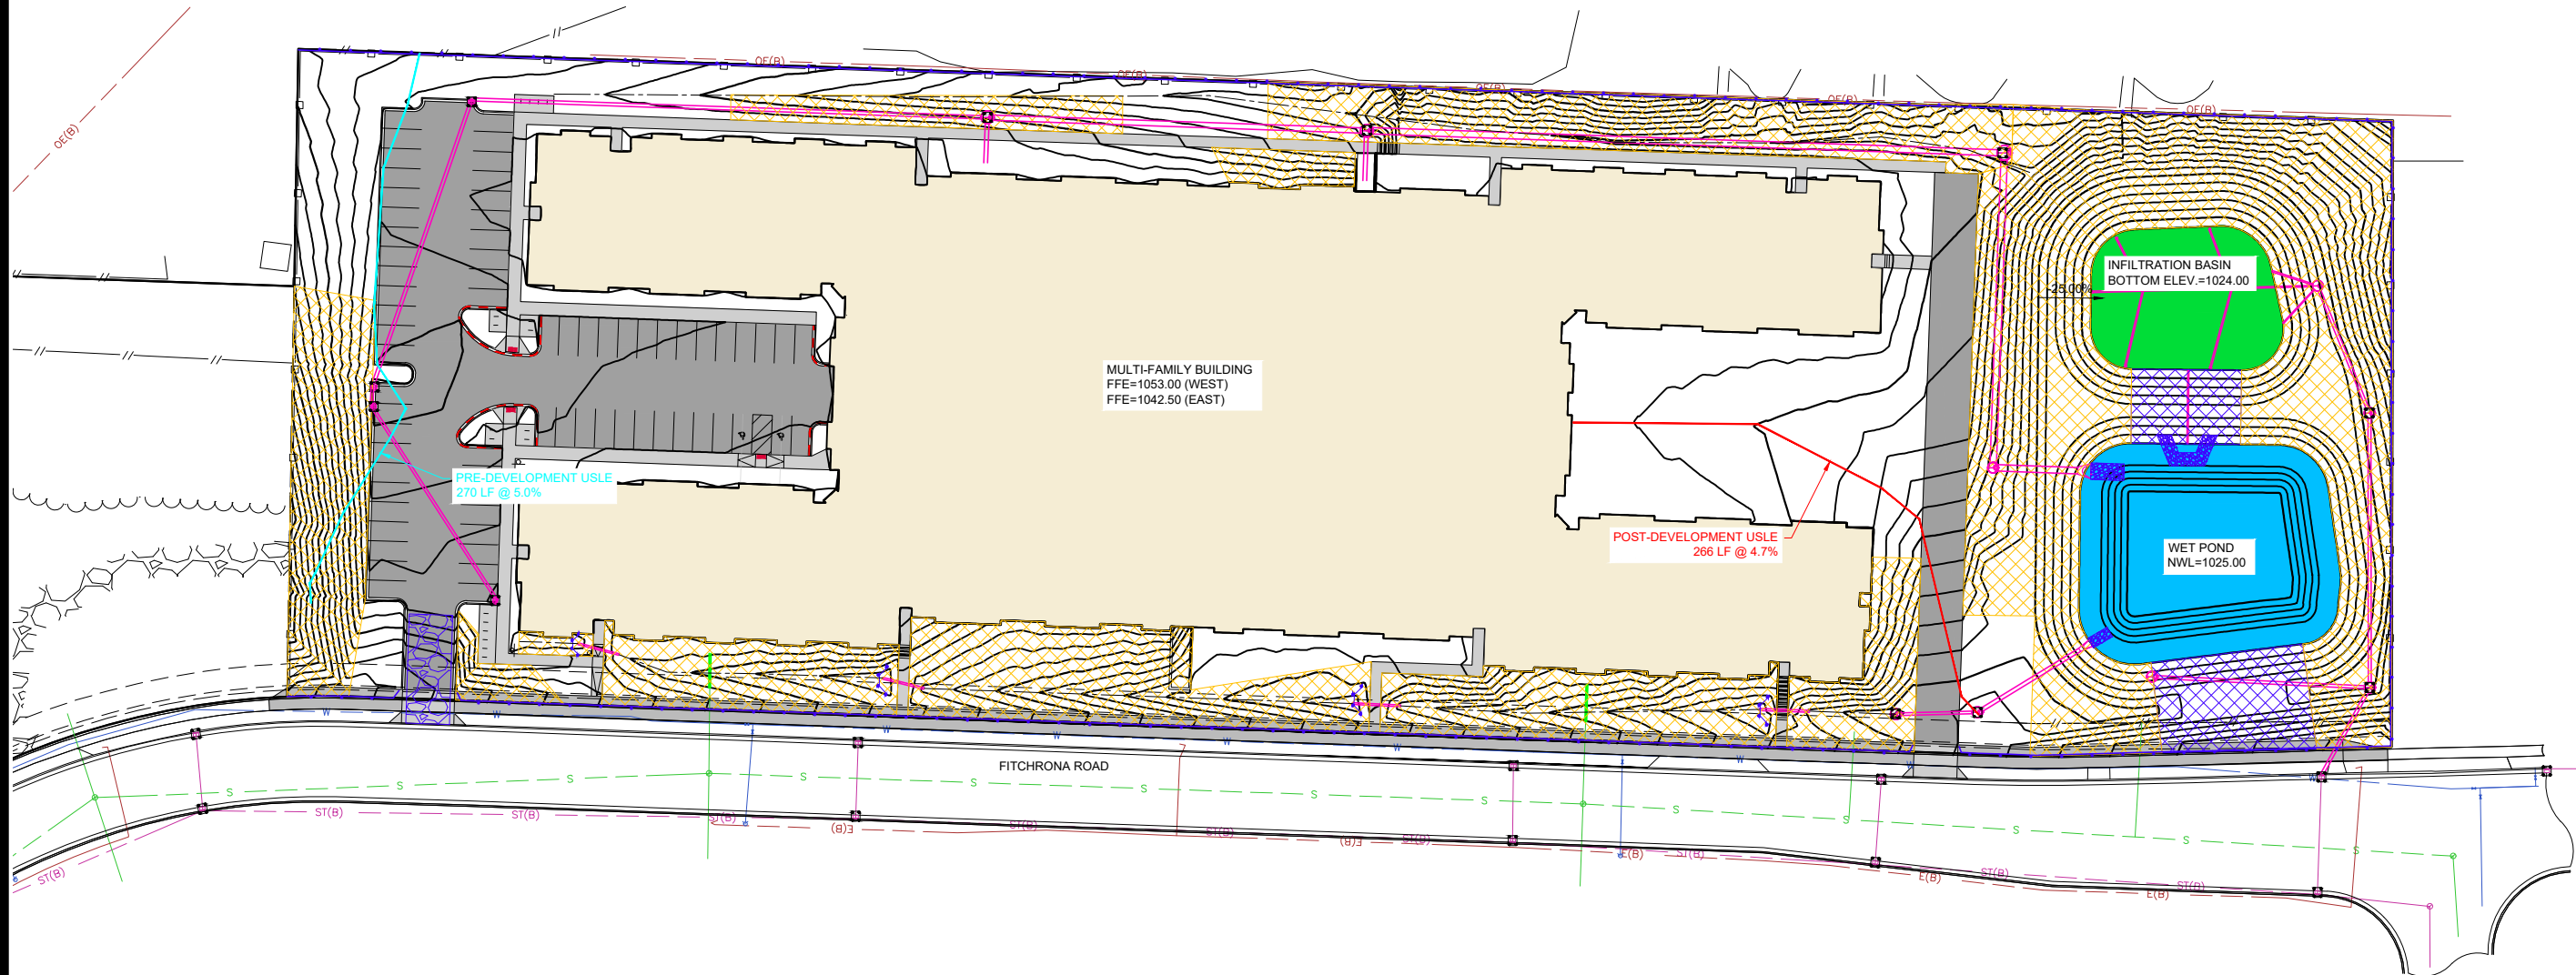 OE(B)
OE(B)
OE(B)
OE(B)
OE(B)
OE(B)
INFILTRATION BASIN
BOTTOM ELEV.=1024.00
-25.00%
MULTI-FAMILY BUILDING
FFE=1053.00 (WEST)
FFE=1042.50 (EAST)
PRE-DEVELOPMENT USLE
270 LF @ 5.0%
POST-DEVELOPMENT USLE
266 LF @ 4.7%
WET POND
NWL=1025.00
W
W
W
W
W
W
W
W
W
W
FITCHRONA ROAD
S
S
S
S
S
S
S
S
S
S
S
S
ST(B)
ST(B)
ST(B)
ST(B)
ST(B)
ST(B)
ST(B)
ST(B)
ST(B)
ST(B)
E(B)
E(B)
E(B)
E(B)
E(B)